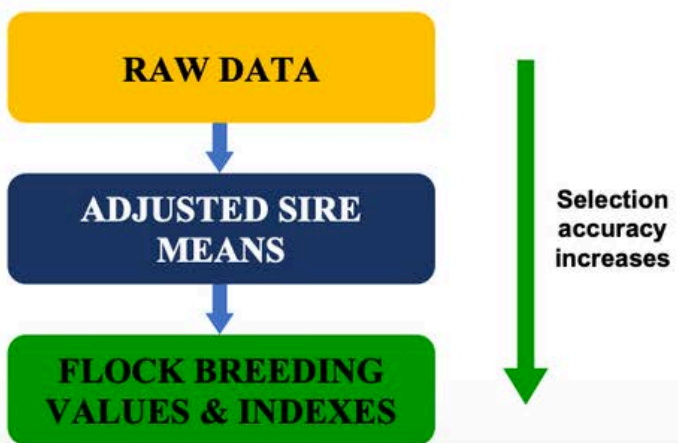 RAW DATA
ADJUSTED SIRE
MEANS
FLOCK BREEDING
VALUES & INDEXES
Selection
accuracy
increases